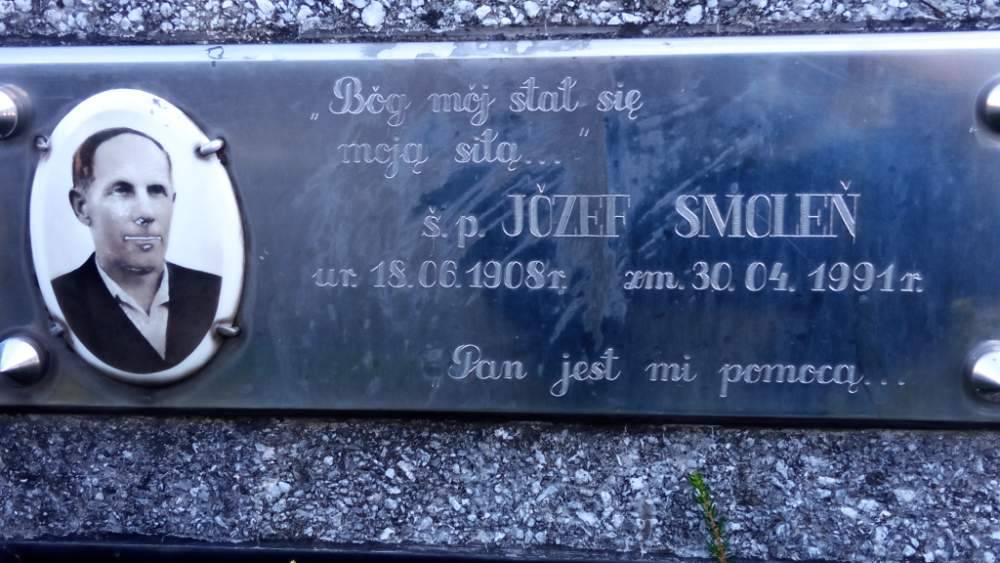 „Bóg mój stał się
moją siłą..."
ś.p. JÓZEF SMOLEŃ
ur. 18.06.1908r. zm. 30.04.1991r.
Pan jest mi pomocą...